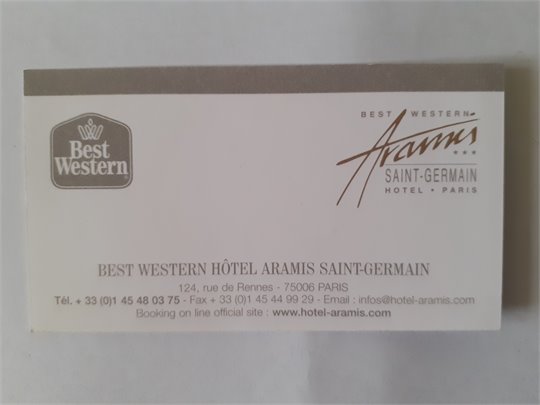 Best
Western
BEST WESTERN
Aramis
***
SAINT-GERMAIN
HOTEL • PARIS
BEST WESTERN HÔTEL ARAMIS SAINT-GERMAIN
124, rue de Rennes - 75006 PARIS
Tél. + 33 (0)1 45 48 03 75 - Fax + 33 (0)1 45 44 99 29 - Email : infos@hotel-aramis.com
Booking on line official site : www.hotel-aramis.com